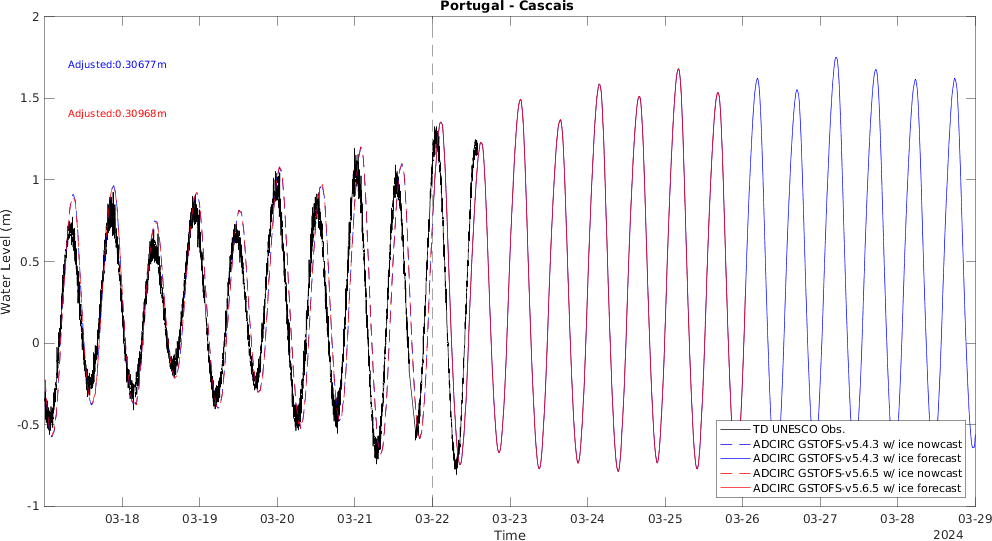 Portugal - Cascais
2
Adjusted:0.30677m
1.5
Adjusted:0.30968m
1
0.5
0
-0.5
-1
Water Level (m)
TD UNESCO Obs.
ADCIRC GSTOFS-v5.4.3 w/ ice nowcast
ADCIRC GSTOFS-v5.4.3 w/ ice forecast
ADCIRC GSTOFS-v5.6.5 w/ ice nowcast
ADCIRC GSTOFS-v5.6.5 w/ ice forecast
03-18 03-19 03-20 03-21 03-22 03-23 03-24 03-25 03-26 03-27 03-28 03-29
Time
2024